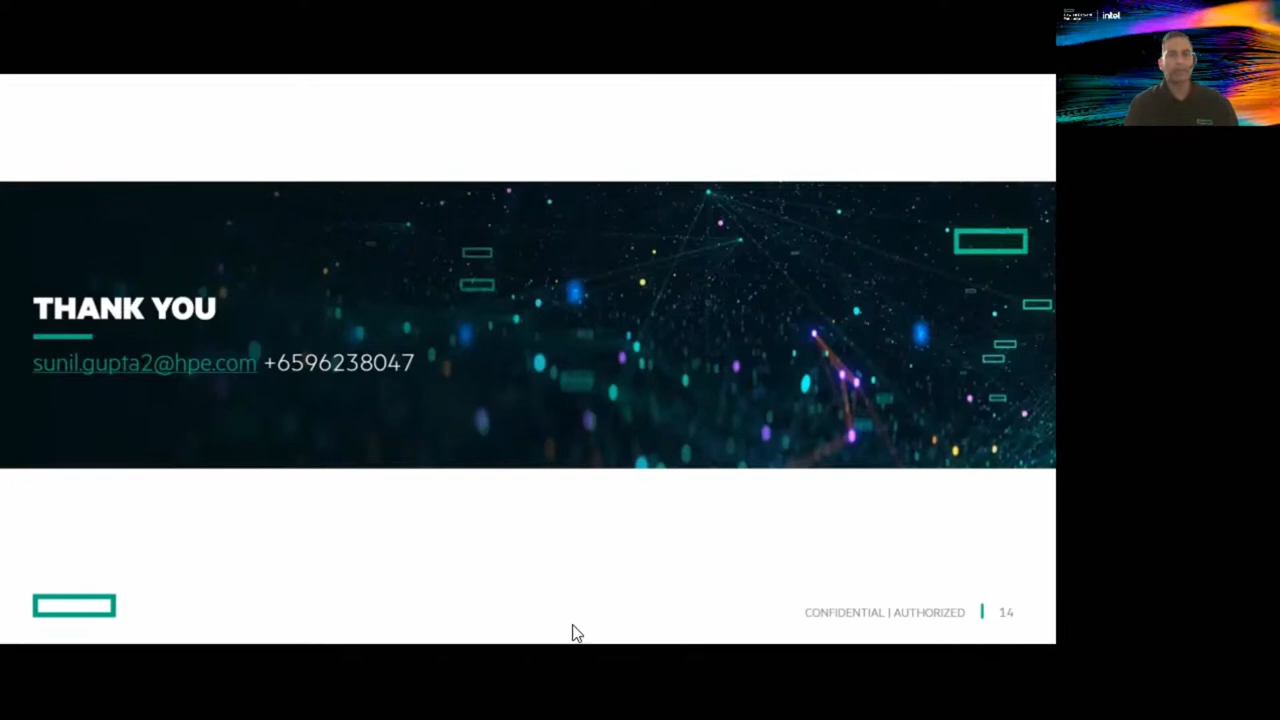 intel
THANK YOU
sunil.gupta2@hpe.com +6596238047
CONFIDENTIAL | AUTHORIZED | 14